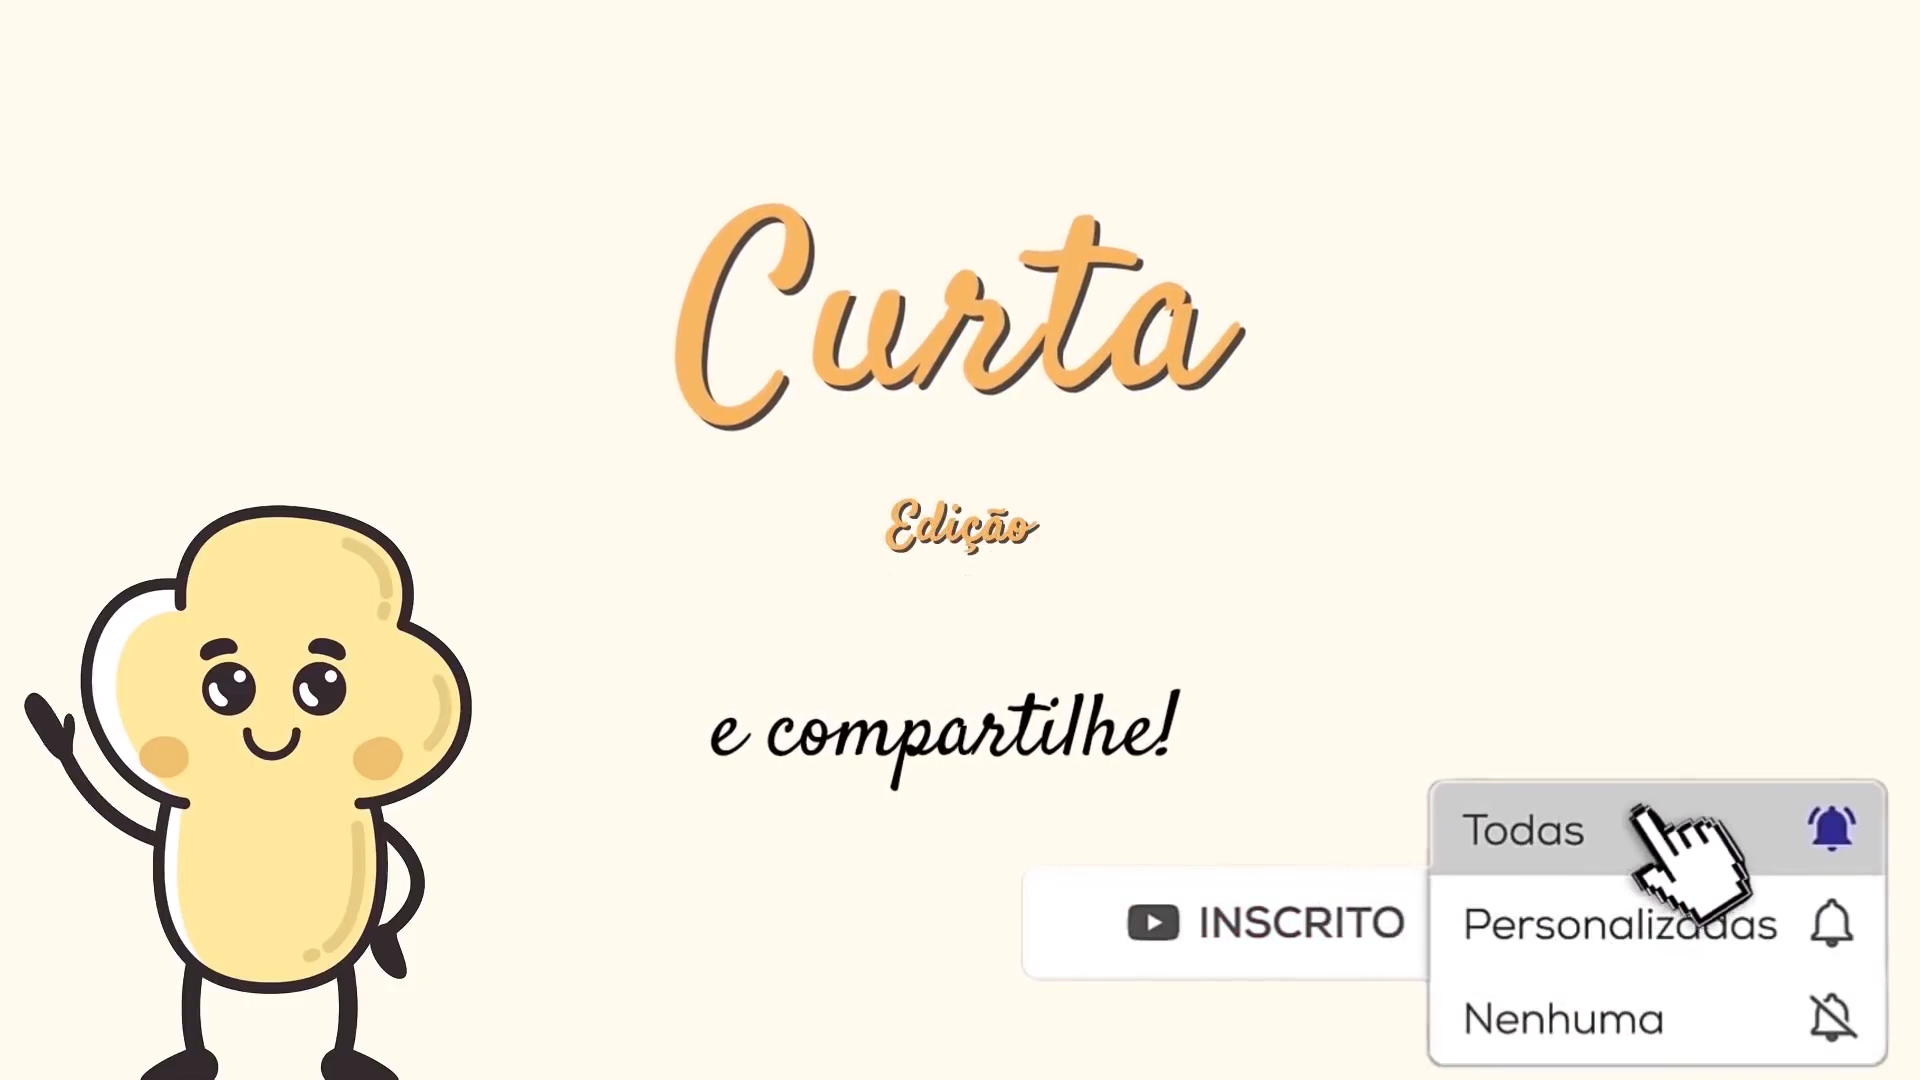 Curta
Edição
e compartilhe!
INSCRITO
Todas
Personalizadas
Nenhuma